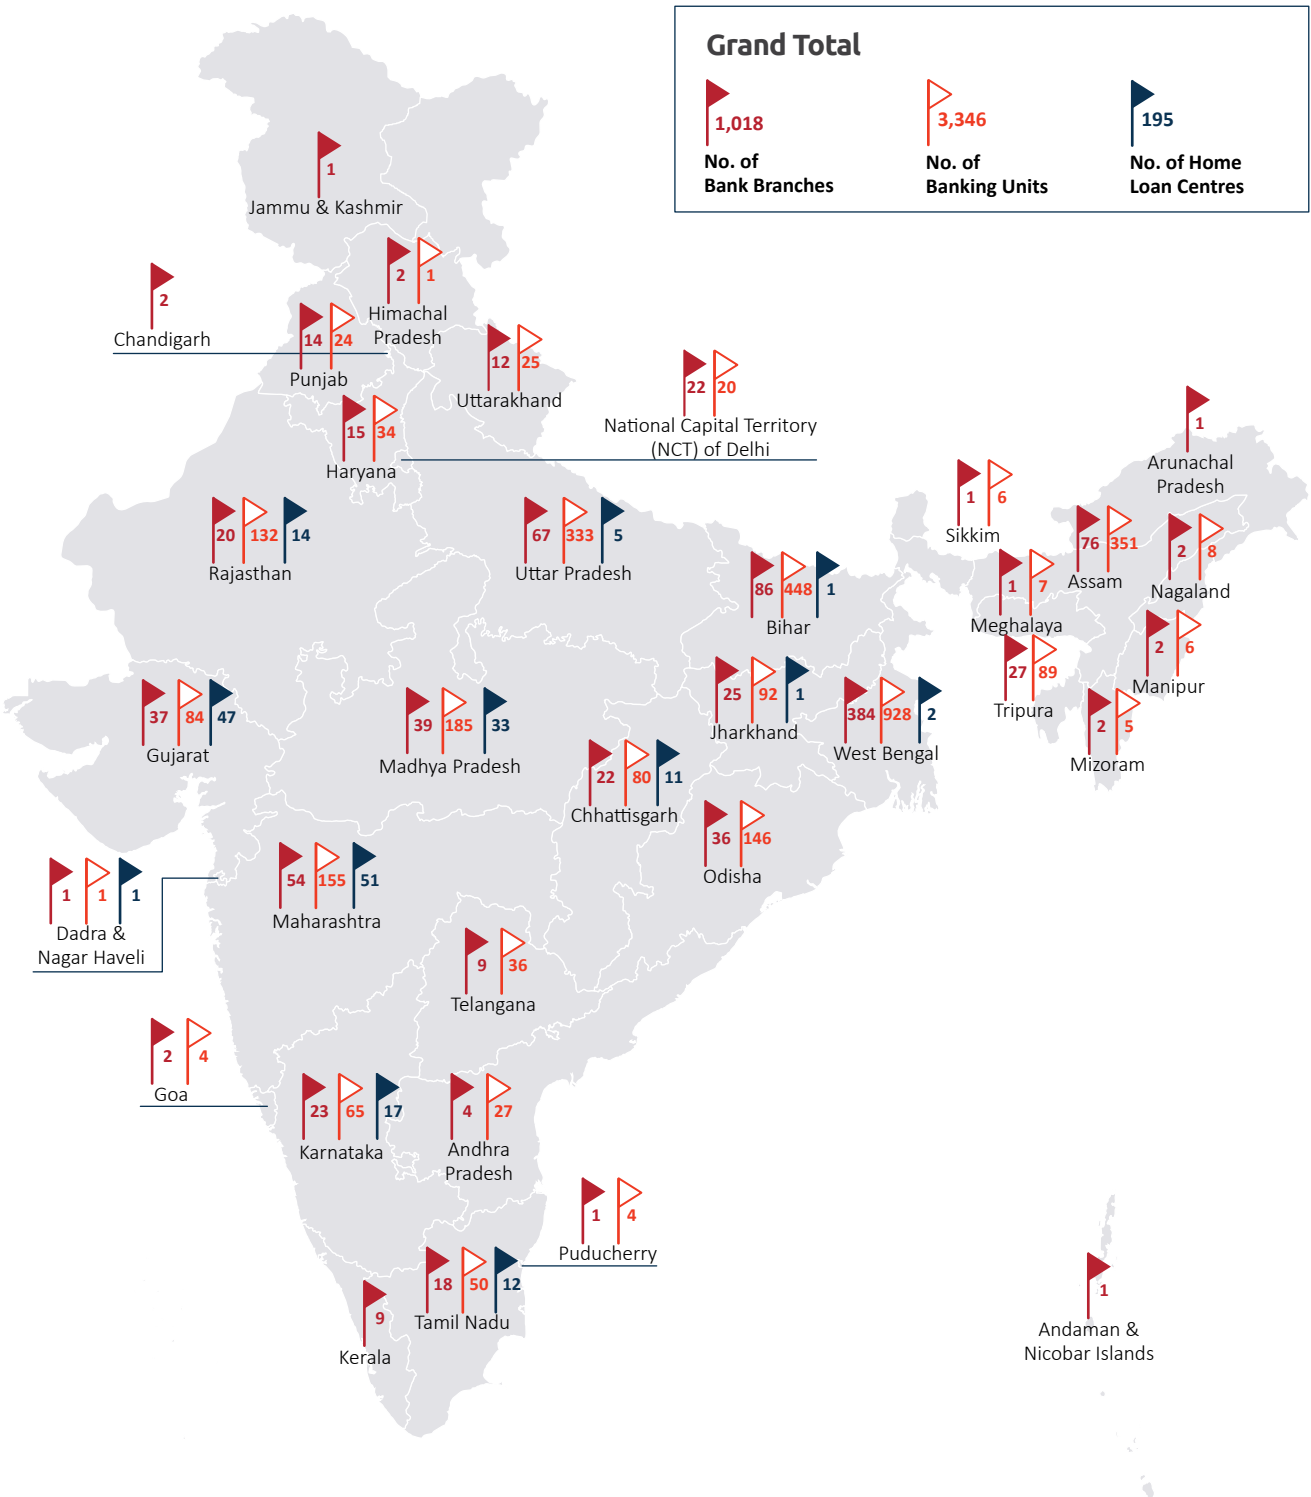 Grand Total
1,018
3,346
195
No. of
Bank Branches
No. of
Banking Units
No. of Home
Loan Centres
1
Jammu & Kashmir
2 1
Himachal
Pradesh
2
Chandigarh
14 24
Punjab
12 25
Uttarakhand
22 20
National Capital Territory
(NCT) of Delhi
15 34
Haryana
1
Arunachal
Pradesh
1 6
Sikkim
20 132 14
Rajasthan
67 333 5
Uttar Pradesh
76 351
Assam
2 8
Nagaland
86 448 1
Bihar
1 7
Meghalaya
2 6
Manipur
27 89
Tripura
2 5
Mizoram
37 84 47
Gujarat
39 185 33
Madhya Pradesh
25 92 1
Jharkhand
384 928 2
West Bengal
22 80 11
Chhattisgarh
36 146
Odisha
1 1 1
Dadra &
Nagar Haveli
54 155 51
Maharashtra
9 36
Telangana
2 4
Goa
23 65 17
Karnataka
4 27
Andhra
Pradesh
1 4
Puducherry
18 50 12
Tamil Nadu
9
Kerala
1
Andaman &
Nicobar Islands